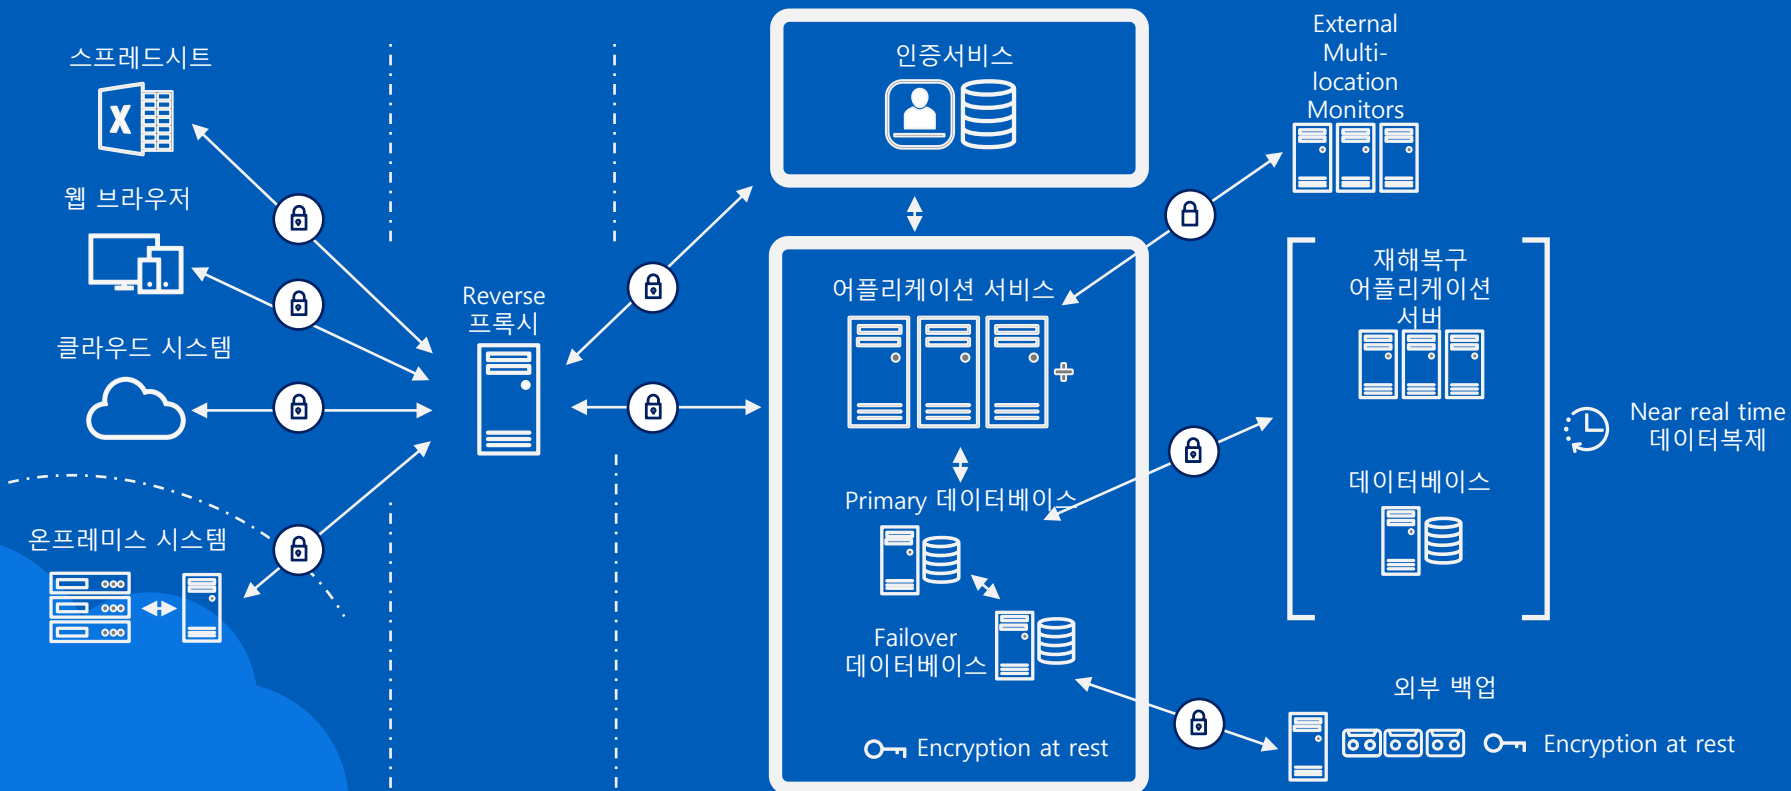 스프레드시트
웹 브라우저
클라우드 시스템
온프레미스 시스템
Reverse
프록시
인증서비스
어플리케이션 서비스
Primary 데이터베이스
Failover
데이터베이스
Encryption at rest
External
Multi-
location
Monitors
재해복구
어플리케이션
서버
데이터베이스
Near real time
데이터복제
외부 백업
Encryption at rest